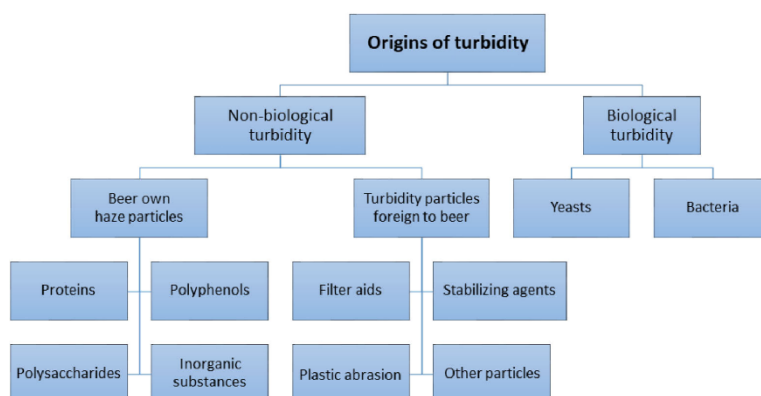 Origins of turbidity
Non-biological
turbidity
Biological
turbidity
Beer own
haze particles
Turbidity particles
foreign to beer
Yeasts
Bacteria
Proteins
Polyphenols
Filter aids
Stabilizing agents
Polysaccharides
Inorganic
substances
Plastic abrasion
Other particles